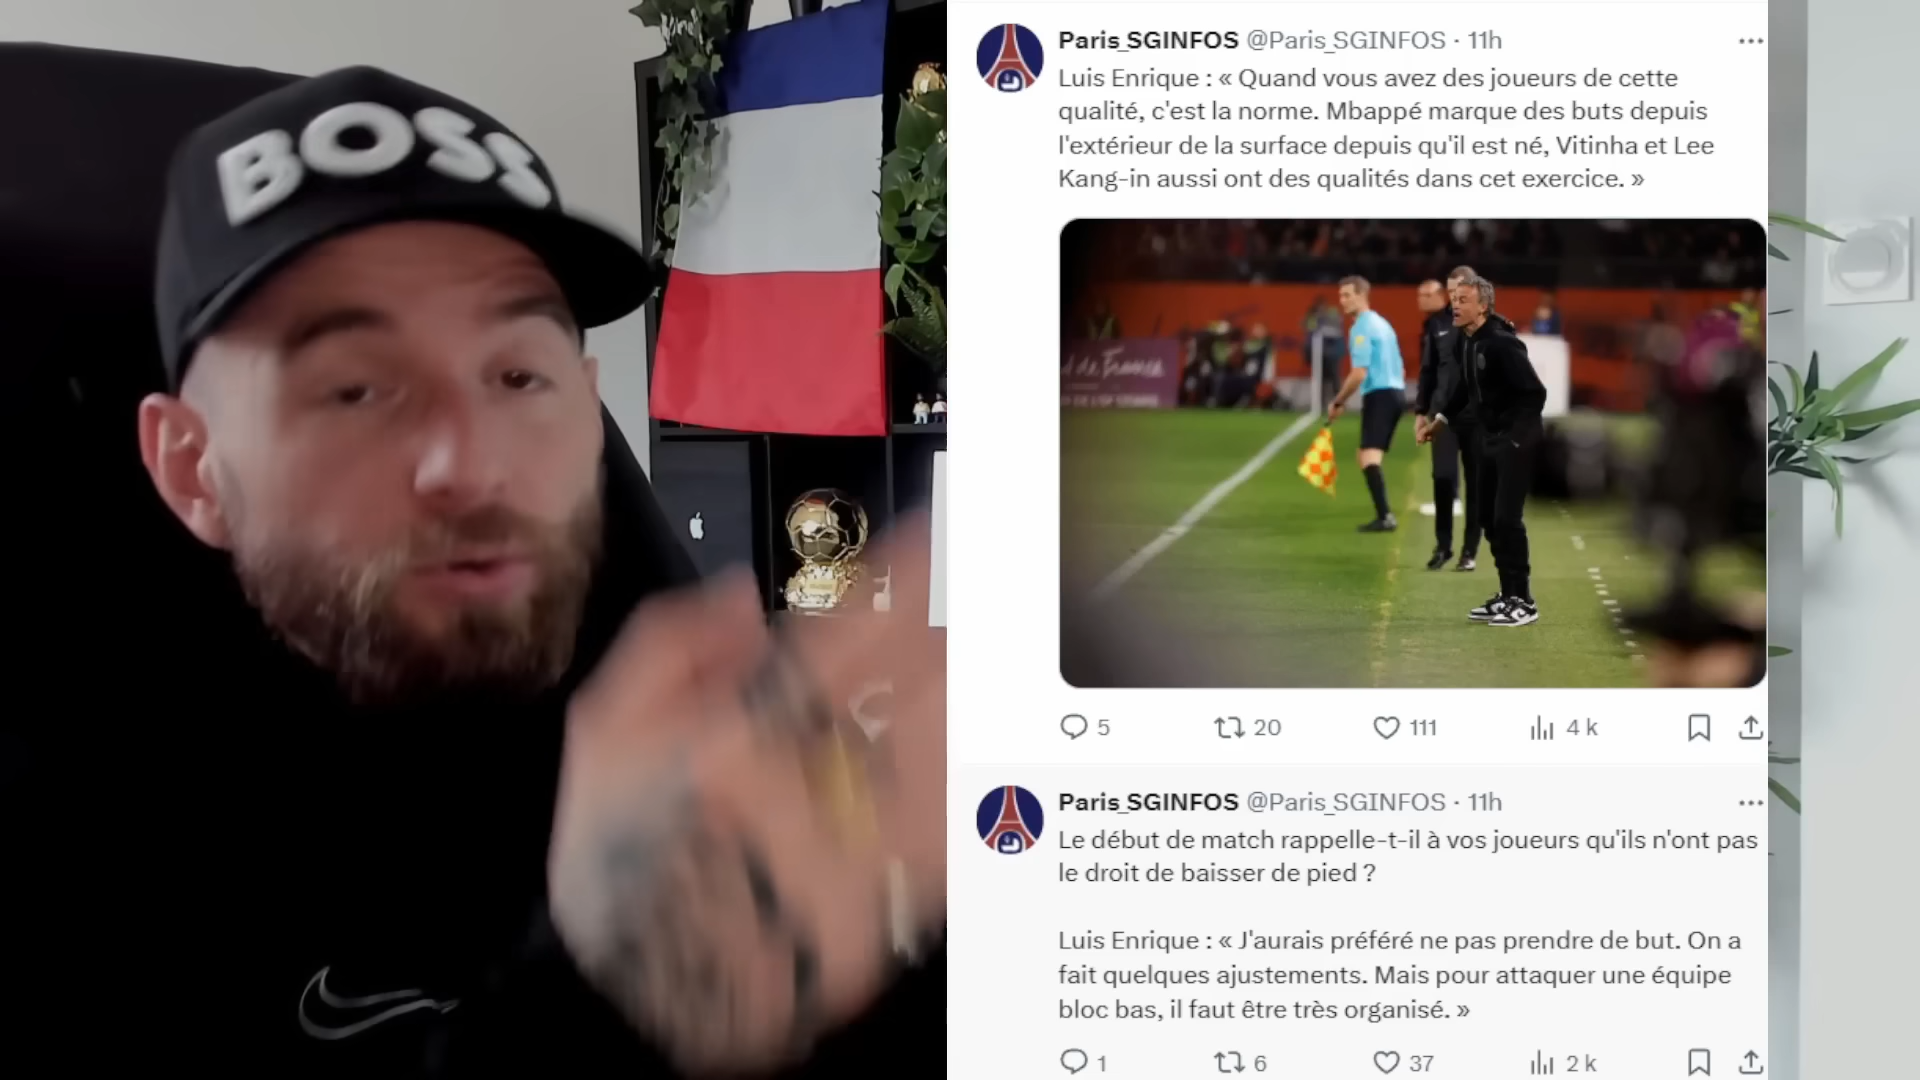 BOSS
Paris_SGINFOS @Paris_SGINFOS · 11h
Luis Enrique : « Quand vous avez des joueurs de cette
qualité, c'est la norme. Mbappé marque des buts depuis
l'extérieur de la surface depuis qu'il est né, Vitinha et Lee
Kang-in aussi ont des qualités dans cet exercice. »
de France
5 20 111 4 k
Paris_SGINFOS @Paris_SGINFOS · 11h
Le début de match rappelle-t-il à vos joueurs qu'ils n'ont pas
le droit de baisser de pied ?
Luis Enrique : « J'aurais préféré ne pas prendre de but. On a
fait quelques ajustements. Mais pour attaquer une équipe
bloc bas, il faut être très organisé. »
1 6 37 2 k